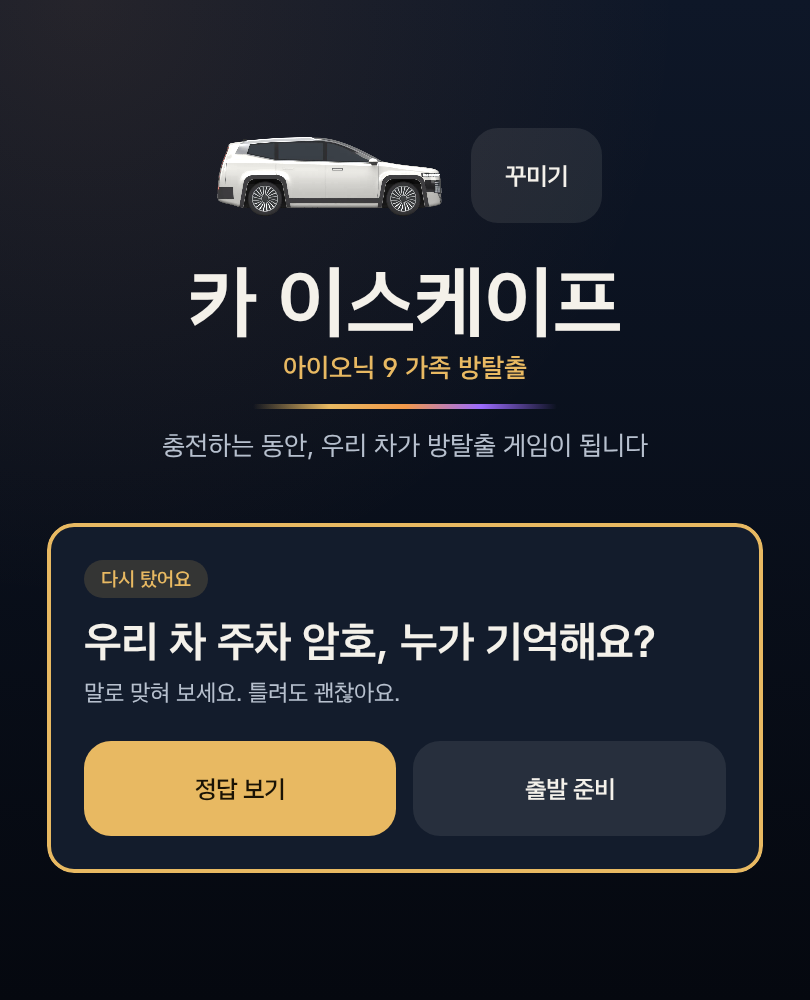 꾸미기
카 이스케이프
아이오닉 9 가족 방탈출
충전하는 동안, 우리 차가 방탈출 게임이 됩니다
다시 탔어요
우리 차 주차 암호, 누가 기억해요?
말로 맞혀 보세요. 틀려도 괜찮아요.
정답 보기
출발 준비